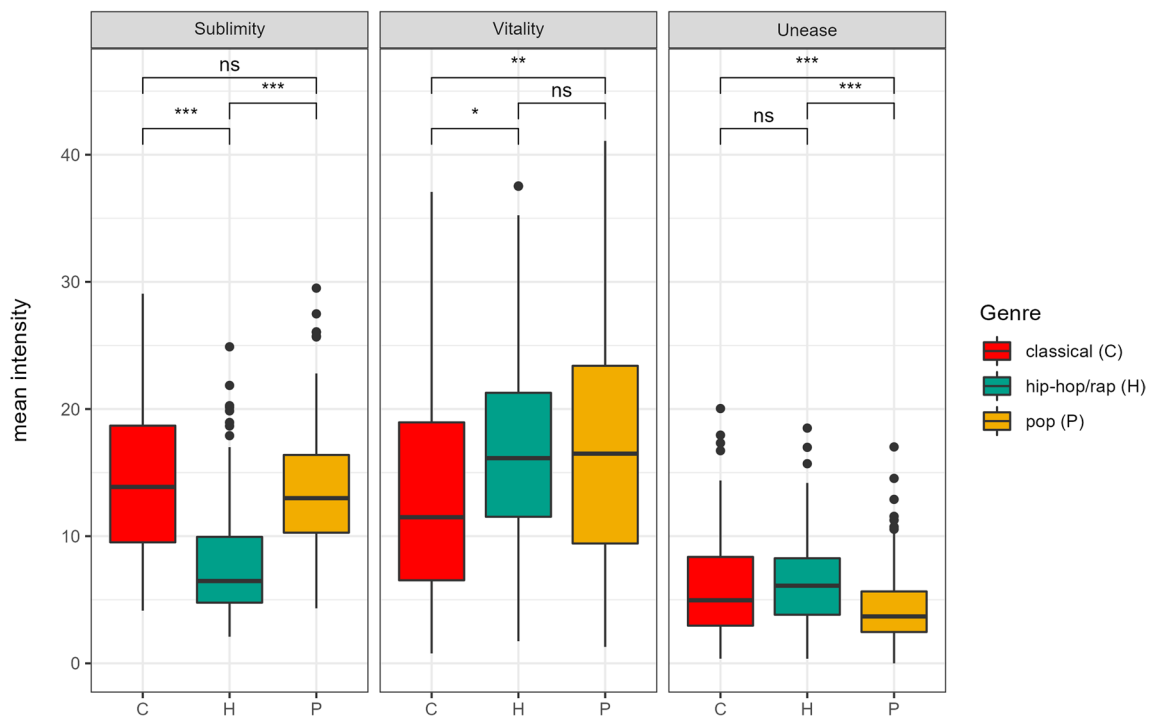 Sublimity
Vitality
Unease
ns
***
***
**
ns
*
***
***
ns
mean intensity
40
30
20
10
0
C H P
C H P
C H P
Genre
classical (C)
hip-hop/rap (H)
pop (P)